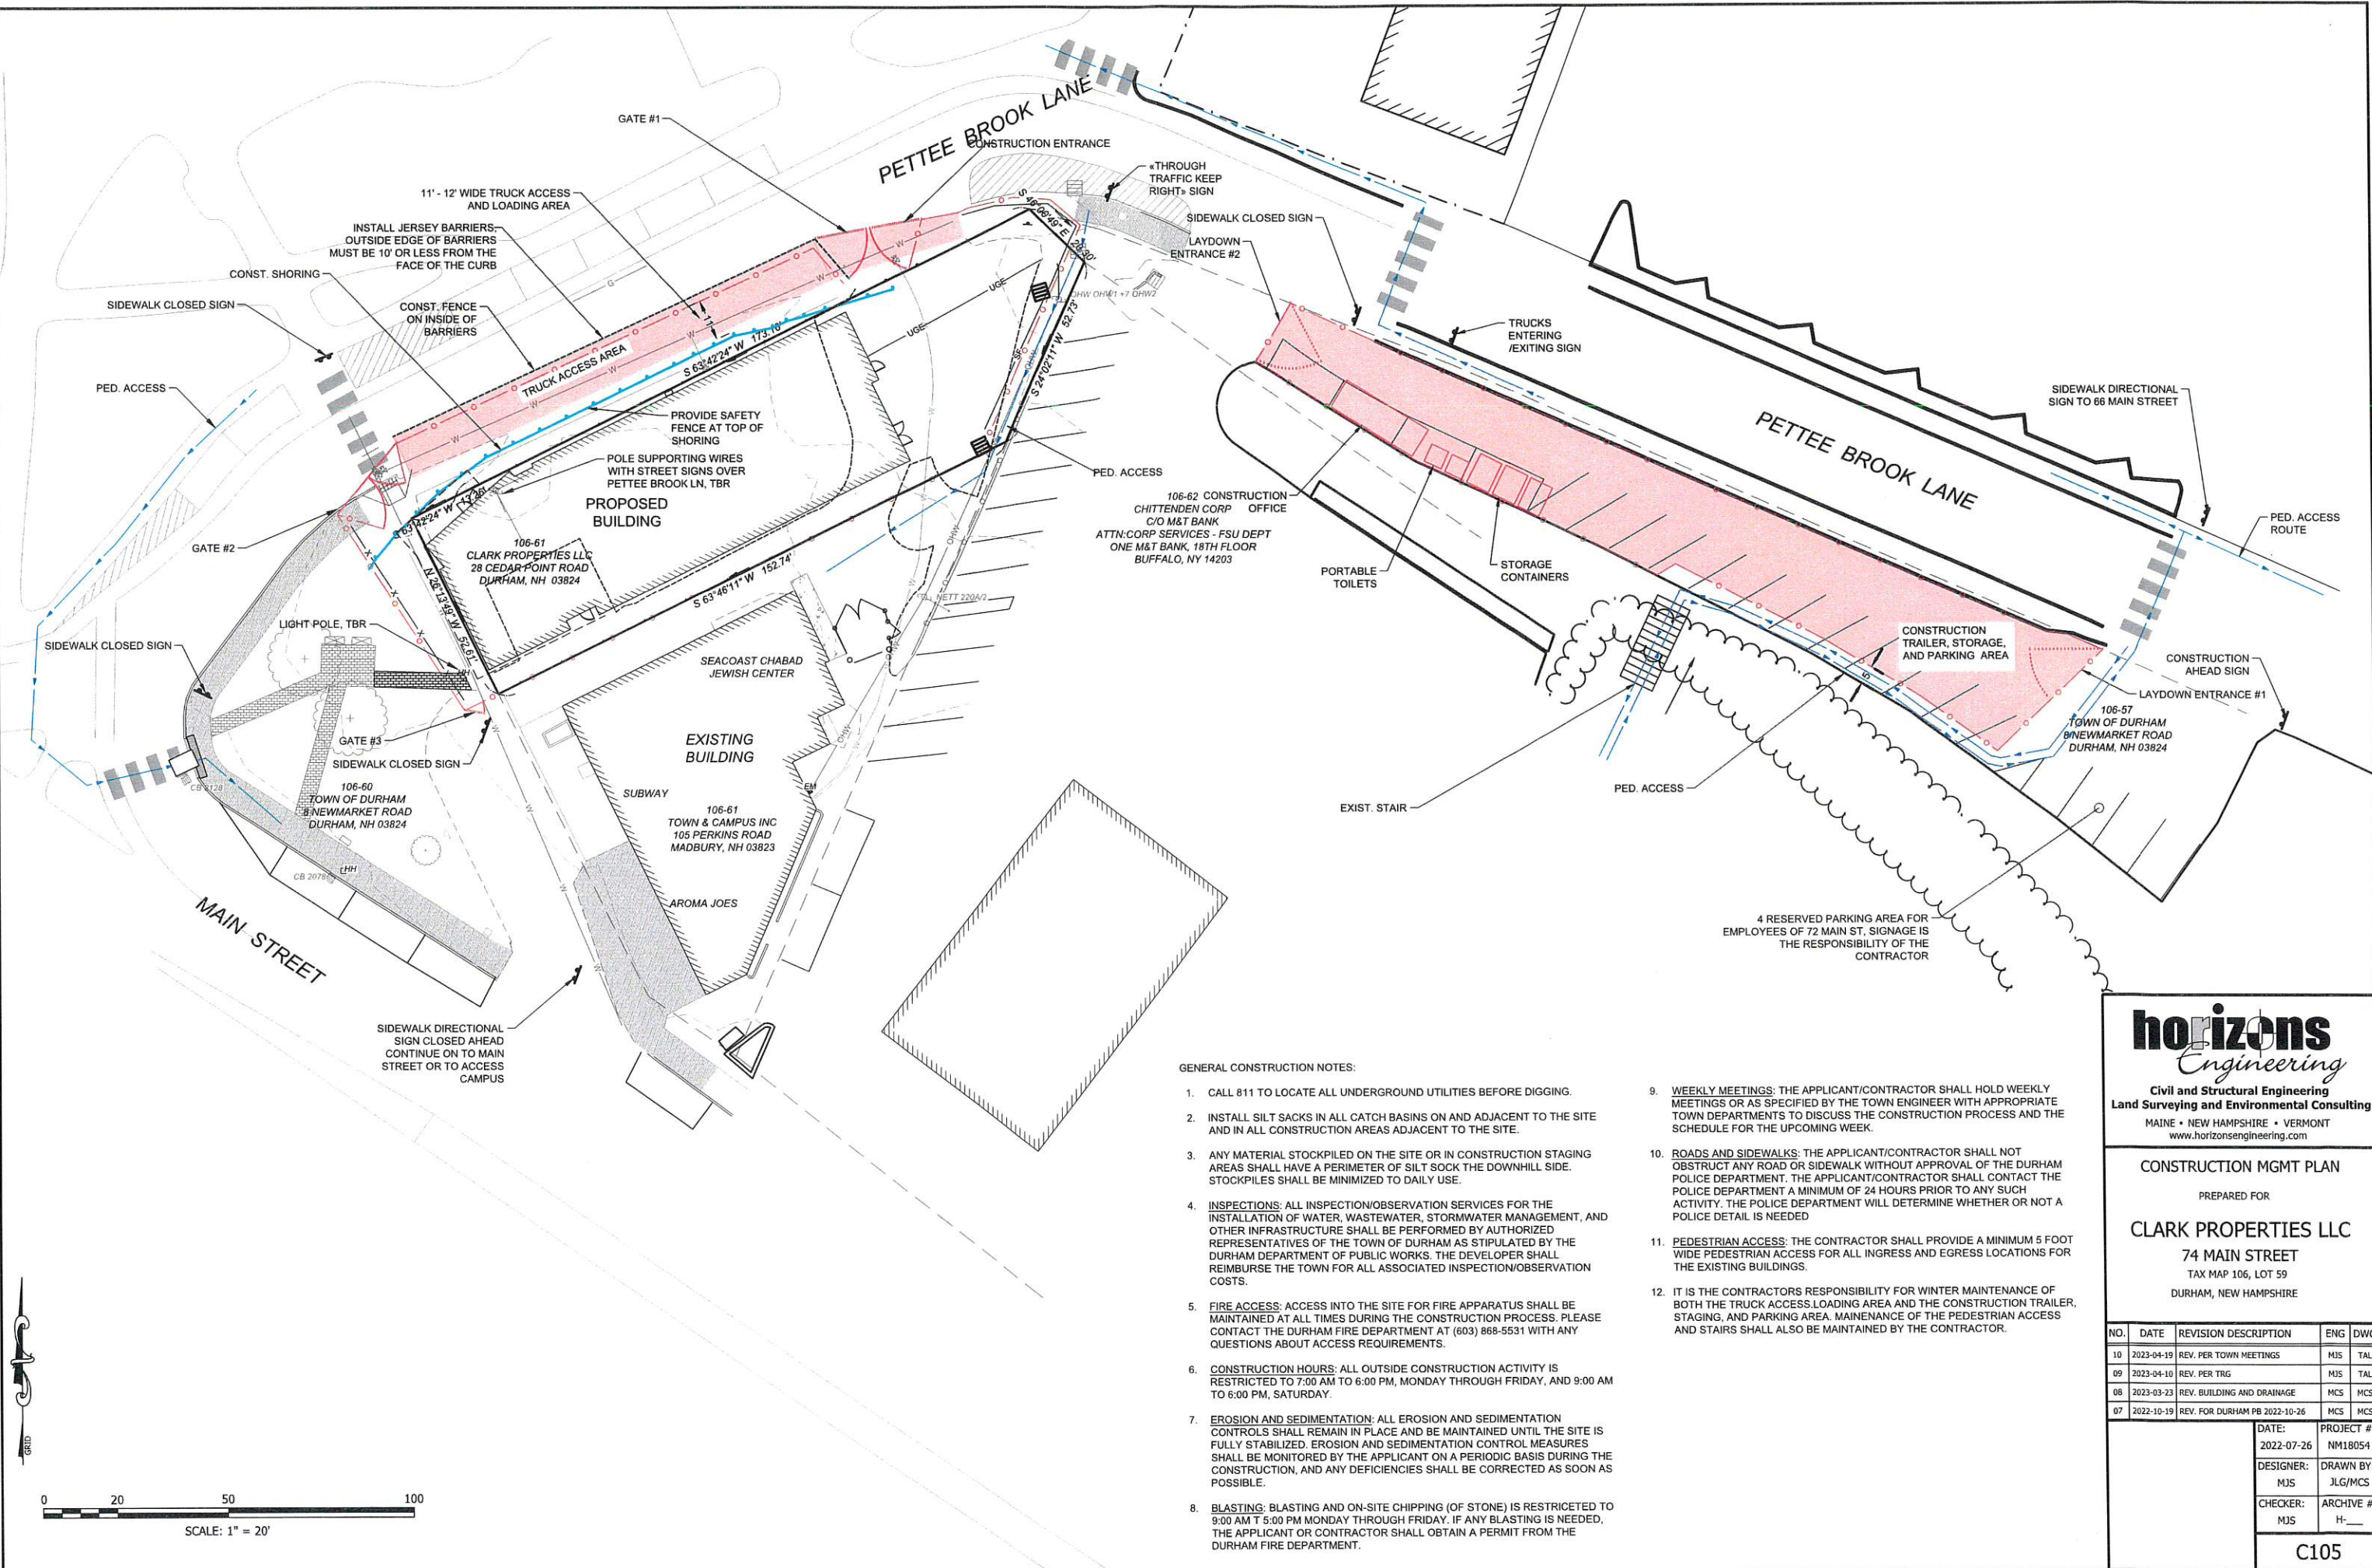 PETTEE BROOK LANE
GATE #1
CONSTRUCTION ENTRANCE
«THROUGH
TRAFFIC KEEP
RIGHT» SIGN
11' - 12' WIDE TRUCK ACCESS
AND LOADING AREA
INSTALL JERSEY BARRIERS,
OUTSIDE EDGE OF BARRIERS
MUST BE 10' OR LESS FROM THE
FACE OF THE CURB
CONST. SHORING
SIDEWALK CLOSED SIGN
CONST. FENCE
ON INSIDE OF
BARRIERS
PED. ACCESS
TRUCK ACCESS AREA
11'
S 63°42'24" W
S 46°06'49" E
S 24°02'11" W 52.73'
UGE
UGE
OHW
W
G
SF
PROVIDE SAFETY
FENCE AT TOP OF
SHORING
POLE SUPPORTING WIRES
WITH STREET SIGNS OVER
PETTEE BROOK LN, TBR
PROPOSED
BUILDING
106-61
CLARK PROPERTIES LLC
28 CEDAR POINT ROAD
DURHAM, NH 03824
S 63°46'11" W 152.74'
N 26°13'49" W 52.61'
GATE #2
LIGHT POLE, TBR
SIDEWALK CLOSED SIGN
GATE #3
SIDEWALK CLOSED SIGN
106-60
TOWN OF DURHAM
8 NEWMARKET ROAD
DURHAM, NH 03824
HH
MAIN STREET
SEACOAST CHABAD
JEWISH CENTER
EXISTING
BUILDING
SUBWAY
106-61
TOWN & CAMPUS INC
105 PERKINS ROAD
MADBURY, NH 03823
EM
AROMA JOES
SIDEWALK DIRECTIONAL
SIGN CLOSED AHEAD
CONTINUE ON TO MAIN
STREET OR TO ACCESS
CAMPUS
SIDEWALK CLOSED SIGN
LAYDOWN
ENTRANCE #2
TRUCKS
ENTERING
/EXITING SIGN
PED. ACCESS
106-62 CONSTRUCTION
CHITTENDEN CORP OFFICE
C/O M&T BANK
ATTN:CORP SERVICES - FSU DEPT
ONE M&T BANK, 18TH FLOOR
BUFFALO, NY 14203
PORTABLE
TOILETS
STORAGE
CONTAINERS
PETTEE BROOK LANE
SIDEWALK DIRECTIONAL
SIGN TO 66 MAIN STREET
PED. ACCESS
ROUTE
CONSTRUCTION
TRAILER, STORAGE,
AND PARKING AREA
5'
CONSTRUCTION
AHEAD SIGN
LAYDOWN ENTRANCE #1
106-57
TOWN OF DURHAM
8 NEWMARKET ROAD
DURHAM, NH 03824
PED. ACCESS
EXIST. STAIR
4 RESERVED PARKING AREA FOR
EMPLOYEES OF 72 MAIN ST, SIGNAGE IS
THE RESPONSIBILITY OF THE
CONTRACTOR
GENERAL CONSTRUCTION NOTES:
1. CALL 811 TO LOCATE ALL UNDERGROUND UTILITIES BEFORE DIGGING.
2. INSTALL SILT SACKS IN ALL CATCH BASINS ON AND ADJACENT TO THE SITE
AND IN ALL CONSTRUCTION AREAS ADJACENT TO THE SITE.
3. ANY MATERIAL STOCKPILED ON THE SITE OR IN CONSTRUCTION STAGING
AREAS SHALL HAVE A PERIMETER OF SILT SOCK THE DOWNHILL SIDE.
STOCKPILES SHALL BE MINIMIZED TO DAILY USE.
4. INSPECTIONS: ALL INSPECTION/OBSERVATION SERVICES FOR THE
INSTALLATION OF WATER, WASTEWATER, STORMWATER MANAGEMENT, AND
OTHER INFRASTRUCTURE SHALL BE PERFORMED BY AUTHORIZED
REPRESENTATIVES OF THE TOWN OF DURHAM AS STIPULATED BY THE
DURHAM DEPARTMENT OF PUBLIC WORKS. THE DEVELOPER SHALL
REIMBURSE THE TOWN FOR ALL ASSOCIATED INSPECTION/OBSERVATION
COSTS.
5. FIRE ACCESS: ACCESS INTO THE SITE FOR FIRE APPARATUS SHALL BE
MAINTAINED AT ALL TIMES DURING THE CONSTRUCTION PROCESS. PLEASE
CONTACT THE DURHAM FIRE DEPARTMENT AT (603) 868-5531 WITH ANY
QUESTIONS ABOUT ACCESS REQUIREMENTS.
6. CONSTRUCTION HOURS: ALL OUTSIDE CONSTRUCTION ACTIVITY IS
RESTRICTED TO 7:00 AM TO 6:00 PM, MONDAY THROUGH FRIDAY, AND 9:00 AM
TO 6:00 PM, SATURDAY.
7. EROSION AND SEDIMENTATION: ALL EROSION AND SEDIMENTATION
CONTROLS SHALL REMAIN IN PLACE AND BE MAINTAINED UNTIL THE SITE IS
FULLY STABILIZED. EROSION AND SEDIMENTATION CONTROL MEASURES
SHALL BE MONITORED BY THE APPLICANT ON A PERIODIC BASIS DURING THE
CONSTRUCTION, AND ANY DEFICIENCIES SHALL BE CORRECTED AS SOON AS
POSSIBLE.
8. BLASTING: BLASTING AND ON-SITE CHIPPING (OF STONE) IS RESTRICETED TO
9:00 AM T 5:00 PM MONDAY THROUGH FRIDAY. IF ANY BLASTING IS NEEDED,
THE APPLICANT OR CONTRACTOR SHALL OBTAIN A PERMIT FROM THE
DURHAM FIRE DEPARTMENT.
9. WEEKLY MEETINGS: THE APPLICANT/CONTRACTOR SHALL HOLD WEEKLY
MEETINGS OR AS SPECIFIED BY THE TOWN ENGINEER WITH APPROPRIATE
TOWN DEPARTMENTS TO DISCUSS THE CONSTRUCTION PROCESS AND THE
SCHEDULE FOR THE UPCOMING WEEK.
10. ROADS AND SIDEWALKS: THE APPLICANT/CONTRACTOR SHALL NOT
OBSTRUCT ANY ROAD OR SIDEWALK WITHOUT APPROVAL OF THE DURHAM
POLICE DEPARTMENT. THE APPLICANT/CONTRACTOR SHALL CONTACT THE
POLICE DEPARTMENT A MINIMUM OF 24 HOURS PRIOR TO ANY SUCH
ACTIVITY. THE POLICE DEPARTMENT WILL DETERMINE WHETHER OR NOT A
POLICE DETAIL IS NEEDED
11. PEDESTRIAN ACCESS: THE CONTRACTOR SHALL PROVIDE A MINIMUM 5 FOOT
WIDE PEDESTRIAN ACCESS FOR ALL INGRESS AND EGRESS LOCATIONS FOR
THE EXISTING BUILDINGS.
12. IT IS THE CONTRACTORS RESPONSIBILITY FOR WINTER MAINTENANCE OF
BOTH THE TRUCK ACCESS.LOADING AREA AND THE CONSTRUCTION TRAILER,
STAGING, AND PARKING AREA. MAINENANCE OF THE PEDESTRIAN ACCESS
AND STAIRS SHALL ALSO BE MAINTAINED BY THE CONTRACTOR.
GRID
0 20 50 100
SCALE: 1" = 20'
horizons
Engineering
Civil and Structural Engineering
Land Surveying and Environmental Consulting
MAINE • NEW HAMPSHIRE • VERMONT
www.horizonsengineering.com
CONSTRUCTION MGMT PLAN
PREPARED FOR
CLARK PROPERTIES LLC
74 MAIN STREET
TAX MAP 106, LOT 59
DURHAM, NEW HAMPSHIRE
NO. DATE REVISION DESCRIPTION ENG DWG
10 2023-04-19 REV. PER TOWN MEETINGS MJS TAL
09 2023-04-10 REV. PER TRG MJS TAL
08 2023-03-23 REV. BUILDING AND DRAINAGE MCS MCS
07 2022-10-19 REV. FOR DURHAM PB 2022-10-26 MCS MCS
DATE: PROJECT #
2022-07-26 NM18054
DESIGNER: DRAWN BY
MJS JLG/MCS
CHECKER: ARCHIVE #
MJS H-___
C105